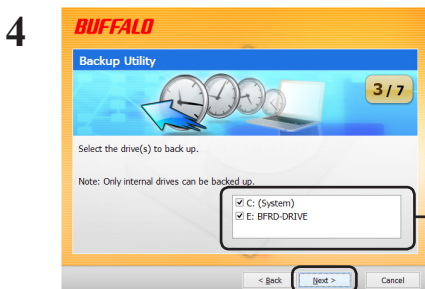 4
BUFFALO
Backup Utility
3 / 7
Select the drive(s) to back up.
Note: Only internal drives can be backed up.
C: (System)
E: BFRD-DRIVE
< Back
Next >
Cancel